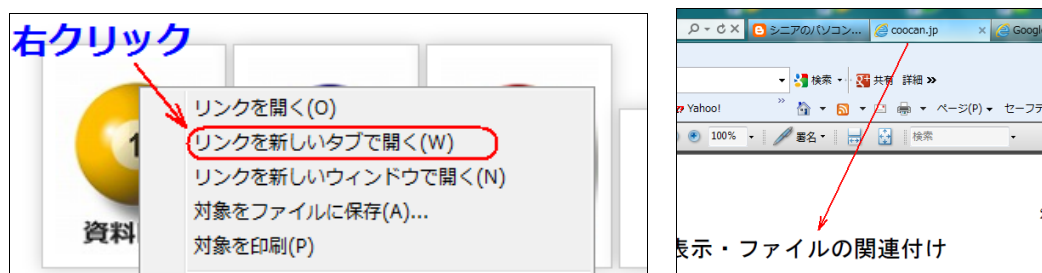 右クリック
リンクを開く(O)
リンクを新しいタブで開く(W)
リンクを新しいウィンドウで開く(N)
対象をファイルに保存(A)...
対象を印刷(P)
1
資料
シニアのパソコン... coocan.jp × Google
検索 共有 詳細 »
Yahoo! » ページ(P) セーフテ
100% 署名 検索
表示・ファイルの関連付け